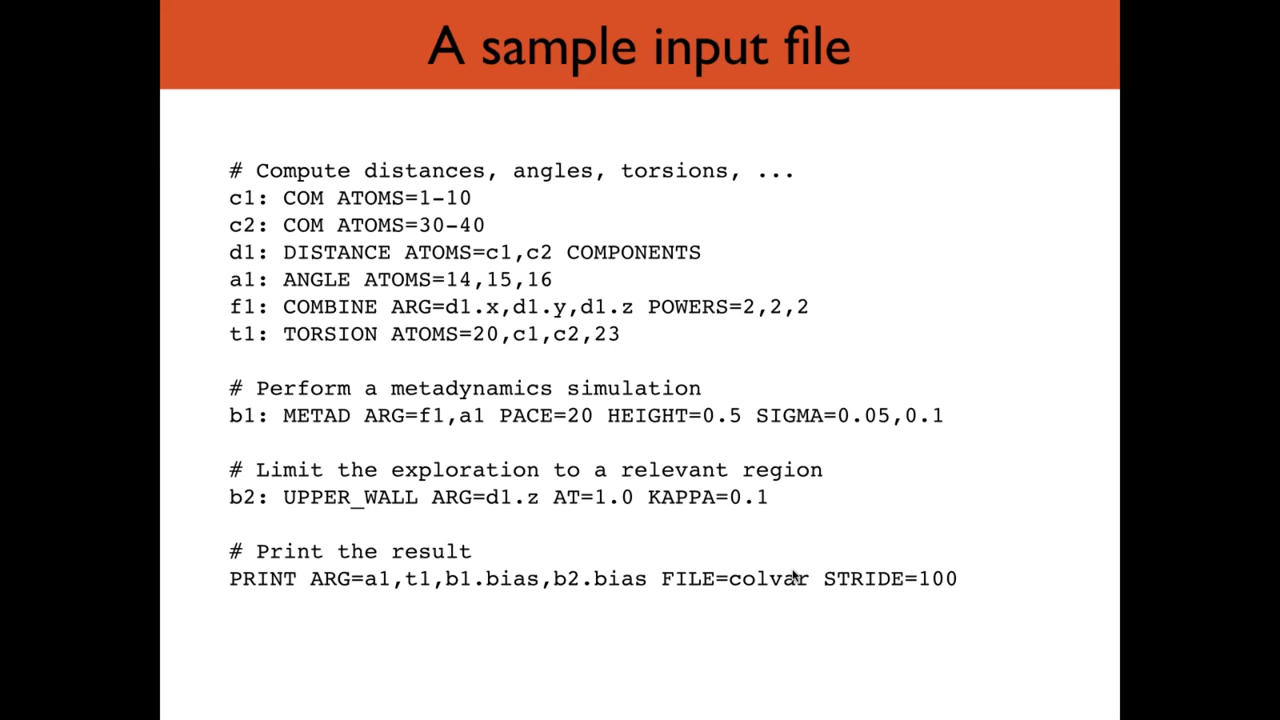 A sample input file
# Compute distances, angles, torsions, ...
c1: COM ATOMS=1-10
c2: COM ATOMS=30-40
d1: DISTANCE ATOMS=c1,c2 COMPONENTS
a1: ANGLE ATOMS=14,15,16
f1: COMBINE ARG=d1.x,d1.y,d1.z POWERS=2,2,2
t1: TORSION ATOMS=20,c1,c2,23
# Perform a metadynamics simulation
b1: METAD ARG=f1,a1 PACE=20 HEIGHT=0.5 SIGMA=0.05,0.1
# Limit the exploration to a relevant region
b2: UPPER_WALL ARG=d1.z AT=1.0 KAPPA=0.1
# Print the result
PRINT ARG=a1,t1,b1.bias,b2.bias FILE=colvar STRIDE=100